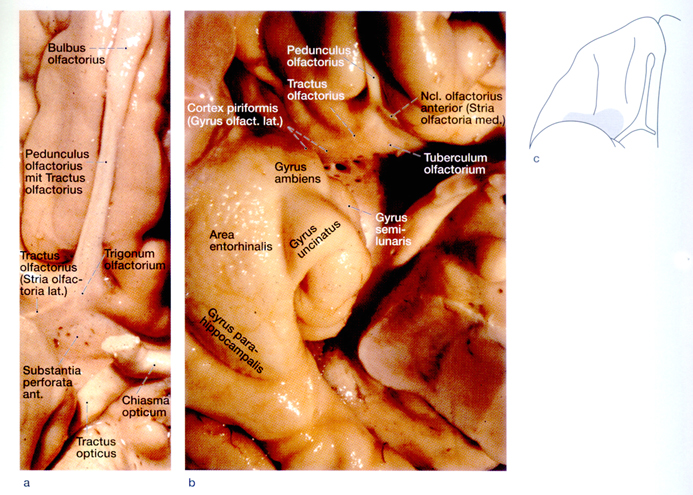 Bulbus
olfactorius
Pedunculus
olfactorius
mit Tractus
olfactorius
Tractus
olfactorius
(Stria olfac-
toria lat.)
Trigonum
olfactorium
Substantia
perforata
ant.
Chiasma
opticum
Tractus
opticus
a
Pedunculus
olfactorius
Tractus
olfactorius
Ncl. olfactorius
anterior (Stria
olfactoria med.)
Cortex piriformis
(Gyrus olfact. lat.)
Tuberculum
olfactorium
Gyrus
ambiens
Gyrus
semi-
lunaris
Area
entorhinalis
Gyrus
uncinatus
Gyrus para-
hippocampalis
b
c